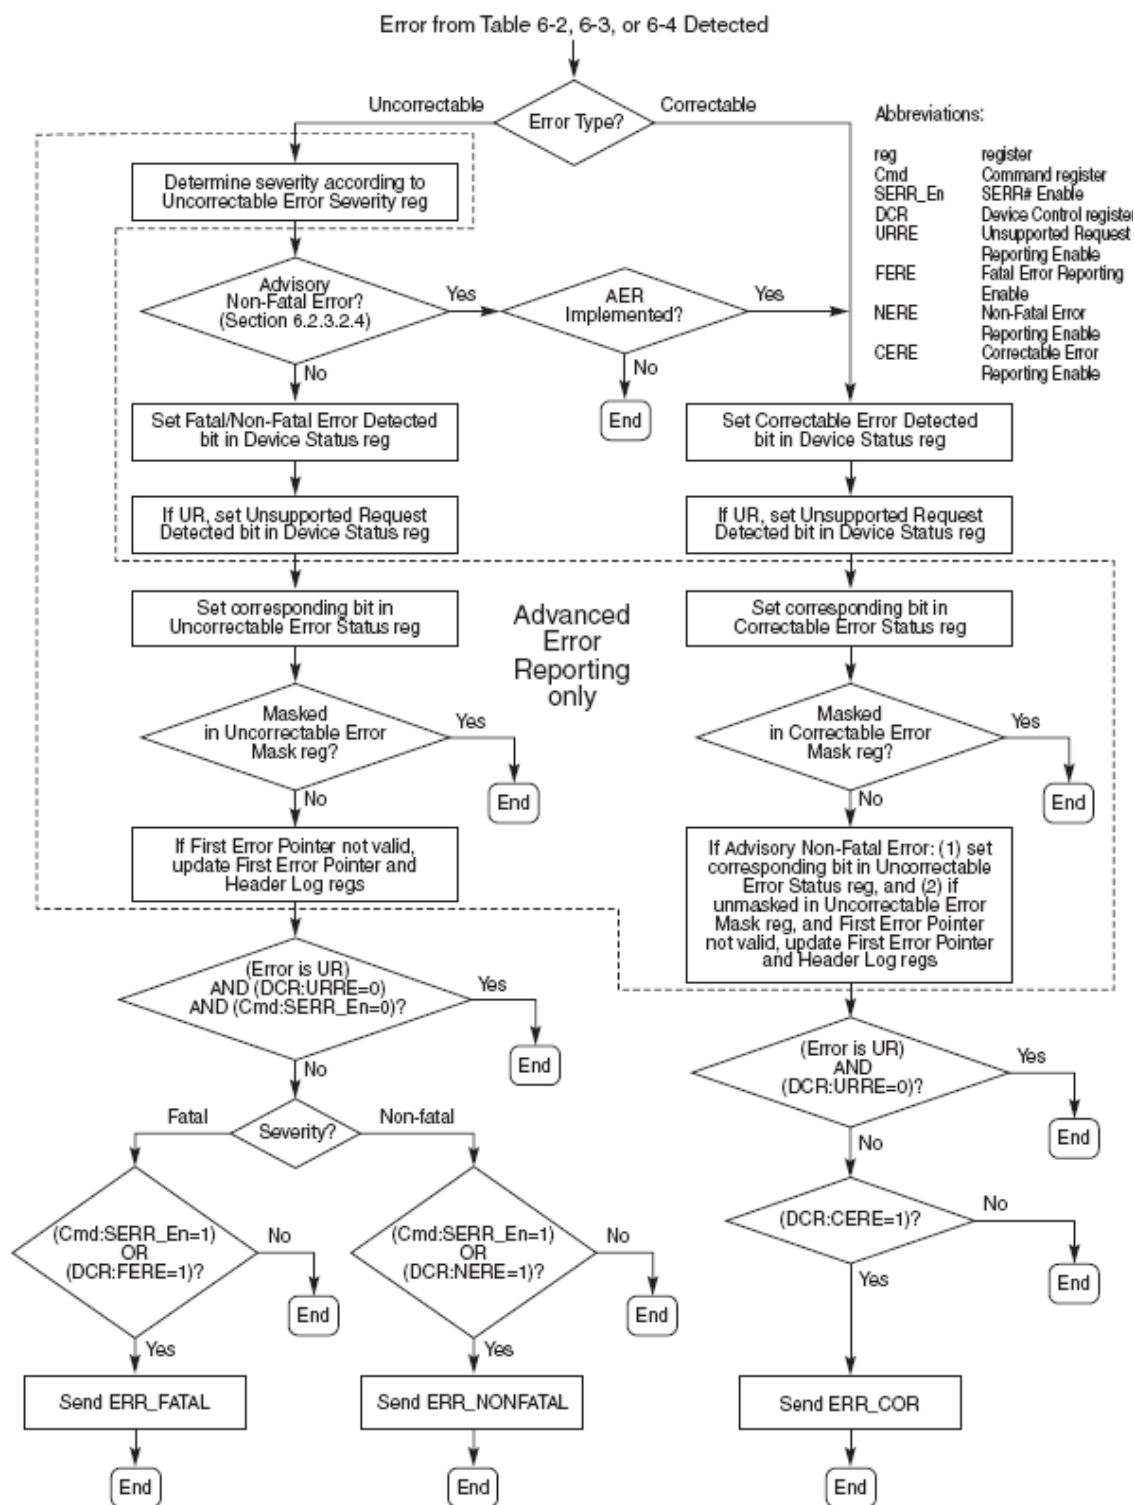 Error from Table 6-2, 6-3, or 6-4 Detected
Uncorrectable
Correctable
Error Type?
Abbreviations:
reg register
Cmd Command register
SERR_En SERR# Enable
DCR Device Control register
URRE Unsupported Request
Reporting Enable
FERE Fatal Error Reporting
Enable
NERE Non-Fatal Error
Reporting Enable
CERE Correctable Error
Reporting Enable
Determine severity according to
Uncorrectable Error Severity reg
Advisory
Non-Fatal Error?
(Section 6.2.3.2.4)
Yes
AER
Implemented?
Yes
No
No
End
Set Fatal/Non-Fatal Error Detected
bit in Device Status reg
Set Correctable Error Detected
bit in Device Status reg
If UR, set Unsupported Request
Detected bit in Device Status reg
If UR, set Unsupported Request
Detected bit in Device Status reg
Set corresponding bit in
Uncorrectable Error Status reg
Advanced
Error
Reporting
only
Set corresponding bit in
Correctable Error Status reg
Masked
in Uncorrectable Error
Mask reg?
Yes
End
No
Masked
in Correctable Error
Mask reg?
Yes
End
No
If First Error Pointer not valid,
update First Error Pointer and
Header Log regs
If Advisory Non-Fatal Error: (1) set
corresponding bit in Uncorrectable
Error Status reg, and (2) if
unmasked in Uncorrectable Error
Mask reg, and First Error Pointer
not valid, update First Error Pointer
and Header Log regs
(Error is UR)
AND (DCR:URRE=0)
AND (Cmd:SERR_En=0)?
Yes
End
No
(Error is UR)
AND
(DCR:URRE=0)?
Yes
End
No
Fatal
Severity?
Non-fatal
(Cmd:SERR_En=1)
OR
(DCR:FERE=1)?
No
End
Yes
(Cmd:SERR_En=1)
OR
(DCR:NERE=1)?
No
End
Yes
(DCR:CERE=1)?
No
End
Yes
Send ERR_FATAL
Send ERR_NONFATAL
Send ERR_COR
End
End
End